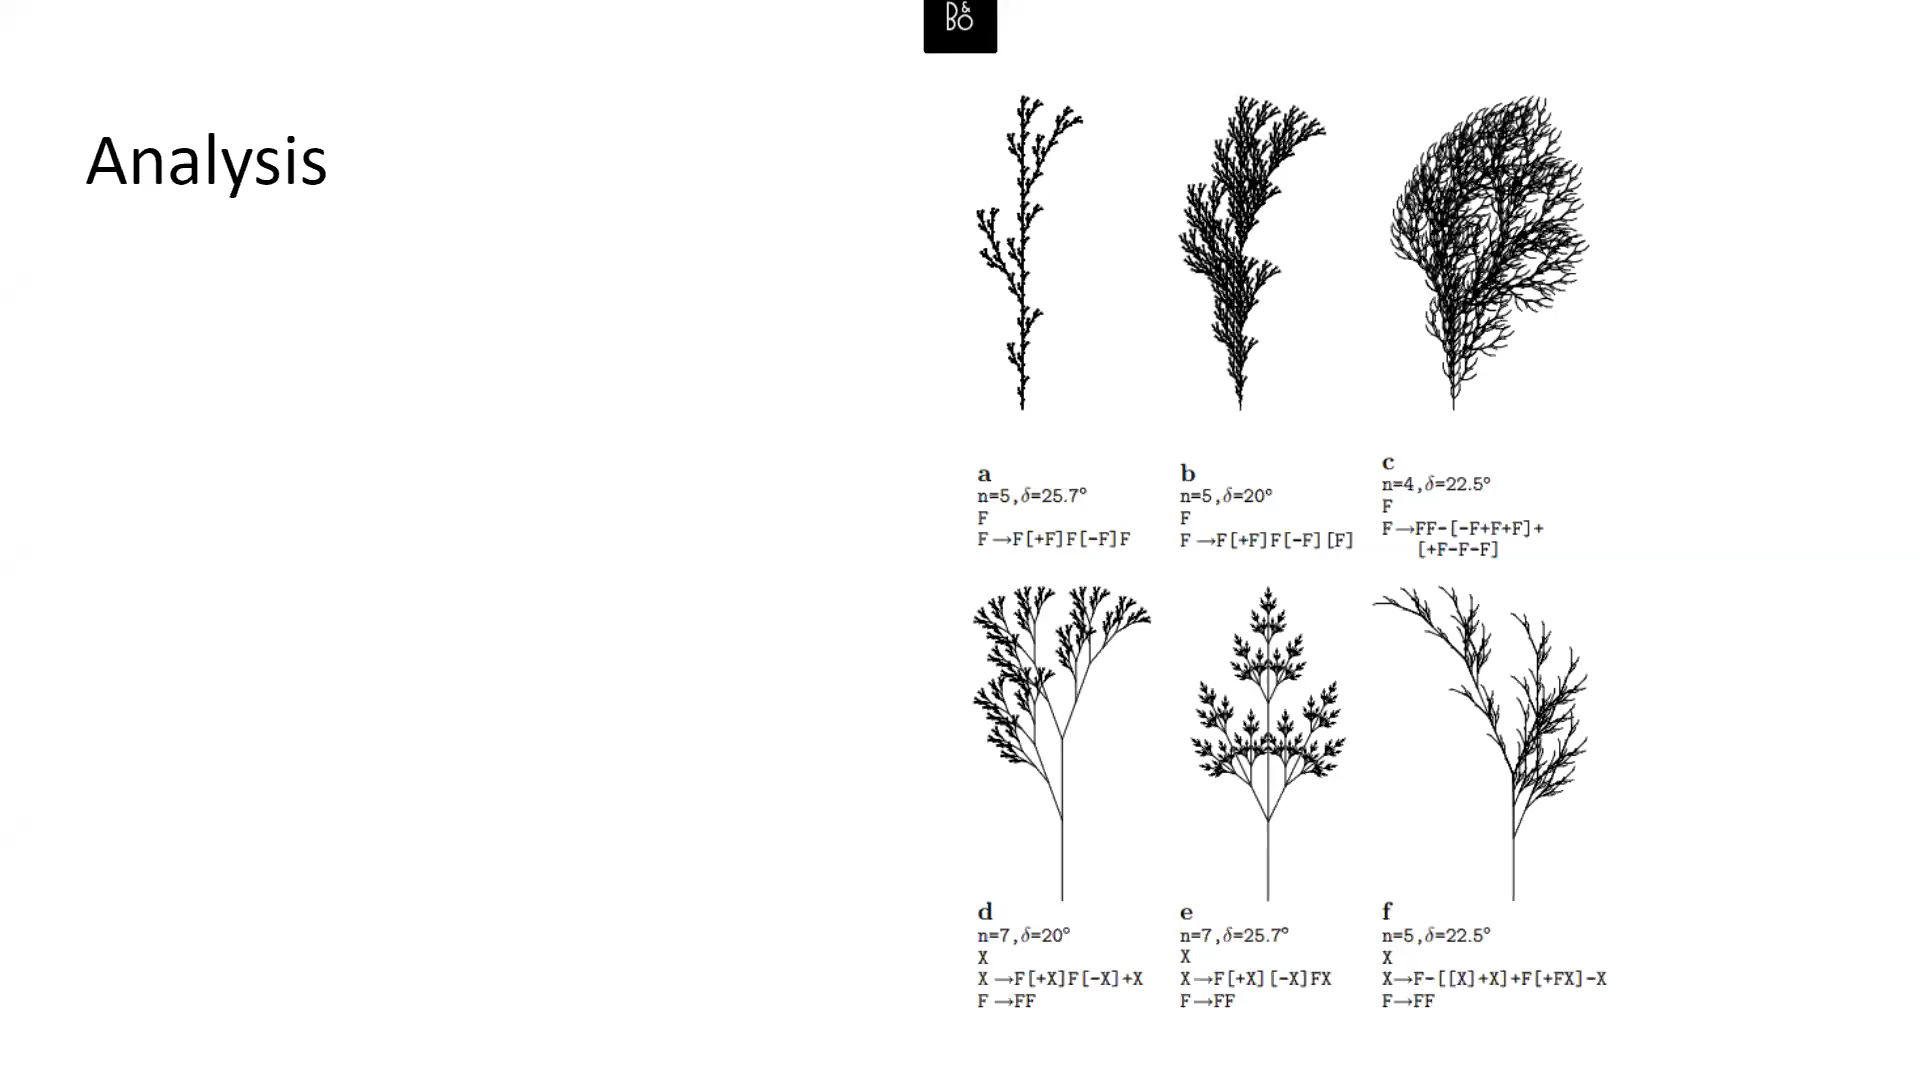 B&O
Analysis
a
n=5,δ=25.7°
F
F→F[+F]F[-F]F
b
n=5,δ=20°
F
F→F[+F]F[-F][F]
c
n=4,δ=22.5°
F
F→FF-[-F+F+F]+
[+F-F-F]
d
n=7,δ=20°
X
X→F[+X]F[-X]+X
F→FF
e
n=7,δ=25.7°
X
X→F[+X][-X]FX
F→FF
f
n=5,δ=22.5°
X
X→F-[[X]+X]+F[+FX]-X
F→FF